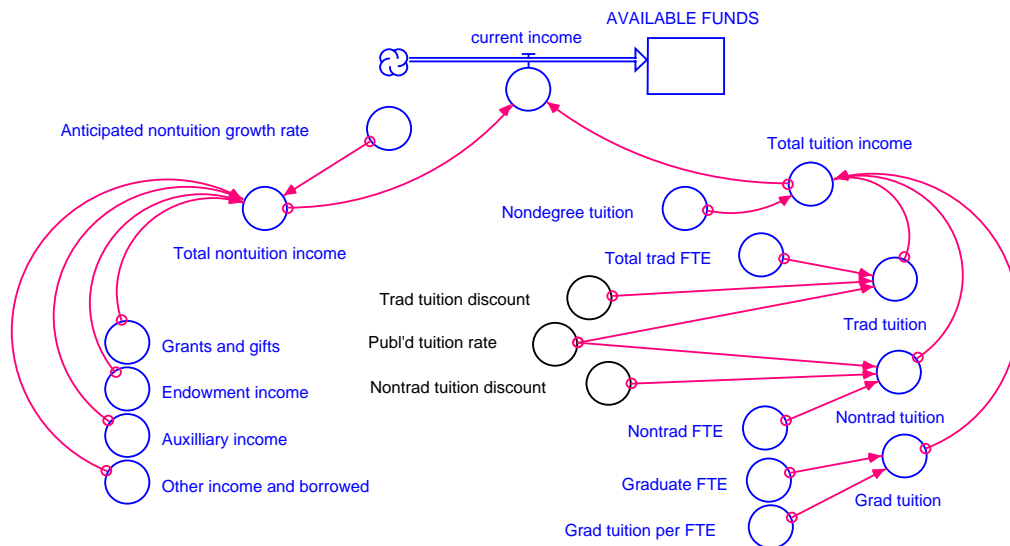 AVAILABLE FUNDS
current income
Anticipated nontuition growth rate
Total tuition income
Nondegree tuition
Total nontuition income
Total trad FTE
Trad tuition discount
Trad tuition
Publ'd tuition rate
Grants and gifts
Nontrad tuition discount
Endowment income
Nontrad tuition
Nontrad FTE
Auxilliary income
Graduate FTE
Other income and borrowed
Grad tuition
Grad tuition per FTE